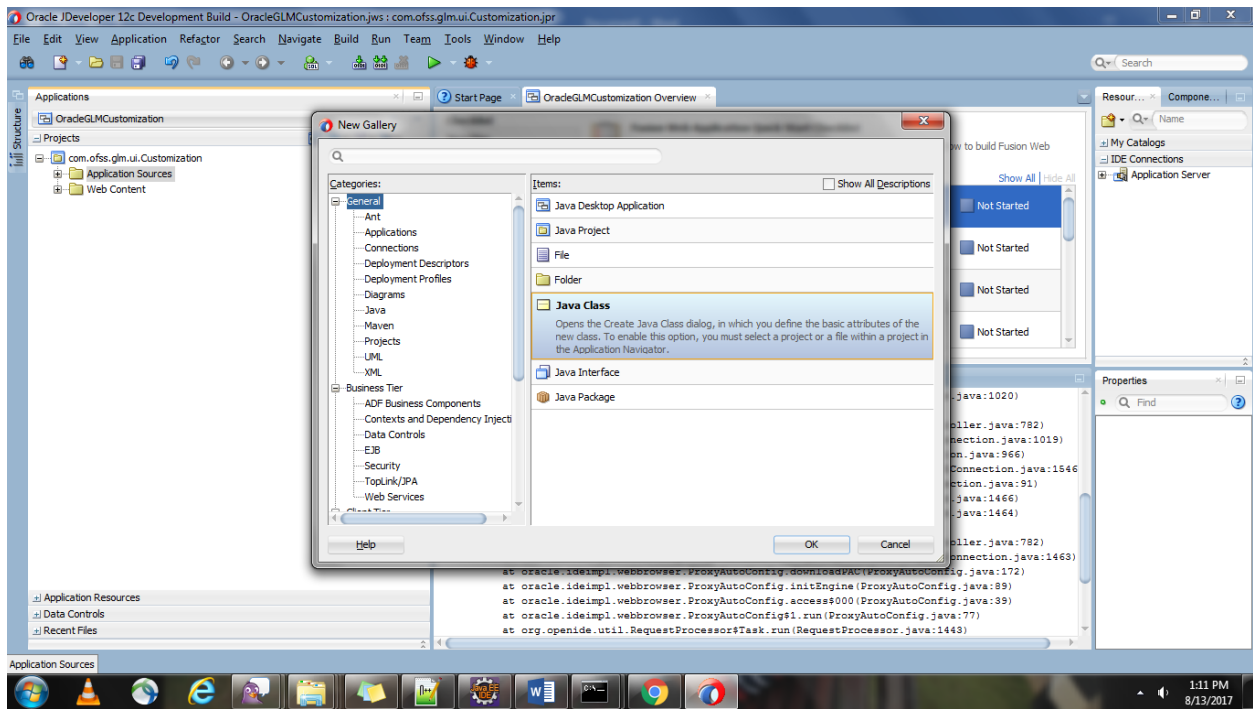 Oracle JDeveloper 12c Development Build - OracleGLMCustomization.jws : com.ofss.glm.ui.Customization.jpr
File Edit View Application Refactor Search Navigate Build Run Team Tools Window Help
Search
Applications
Start Page
OracleGLMCustomization Overview
Resour...
Compone...
Structure
OracleGLMCustomization
Projects
com.ofss.glm.ui.Customization
Application Sources
Web Content
Name
My Catalogs
IDE Connections
Application Server
ow to build Fusion Web
Show All | Hide All
Not Started
Not Started
Not Started
Not Started
New Gallery
Categories:
General
Ant
Applications
Connections
Deployment Descriptors
Deployment Profiles
Diagrams
Java
Maven
Projects
UML
XML
Business Tier
ADF Business Components
Contexts and Dependency Injecti
Data Controls
EJB
Security
TopLink/JPA
Web Services
Items:
Show All Descriptions
Java Desktop Application
Java Project
File
Folder
Java Class
Opens the Create Java Class dialog, in which you define the basic attributes of the
new class. To enable this option, you must select a project or a file within a project in
the Application Navigator.
Java Interface
Java Package
Help
OK
Cancel
Properties
Find
.java:1020)
oller.java:782)
nection.java:1019)
on.java:966)
Connection.java:1546
ction.java:91)
.java:1466)
.java:1464)
oller.java:782)
onnection.java:1463)
at oracle.ideimpl.webbrowser.ProxyAutoConfig.downloadPAC(ProxyAutoConfig.java:172)
at oracle.ideimpl.webbrowser.ProxyAutoConfig.initEngine(ProxyAutoConfig.java:89)
at oracle.ideimpl.webbrowser.ProxyAutoConfig.access$000(ProxyAutoConfig.java:39)
at oracle.ideimpl.webbrowser.ProxyAutoConfig$1.run(ProxyAutoConfig.java:77)
at org.openide.util.RequestProcessor$Task.run(RequestProcessor.java:1443)
Application Resources
Data Controls
Recent Files
Application Sources
Java EE
IDE
1:11 PM
8/13/2017